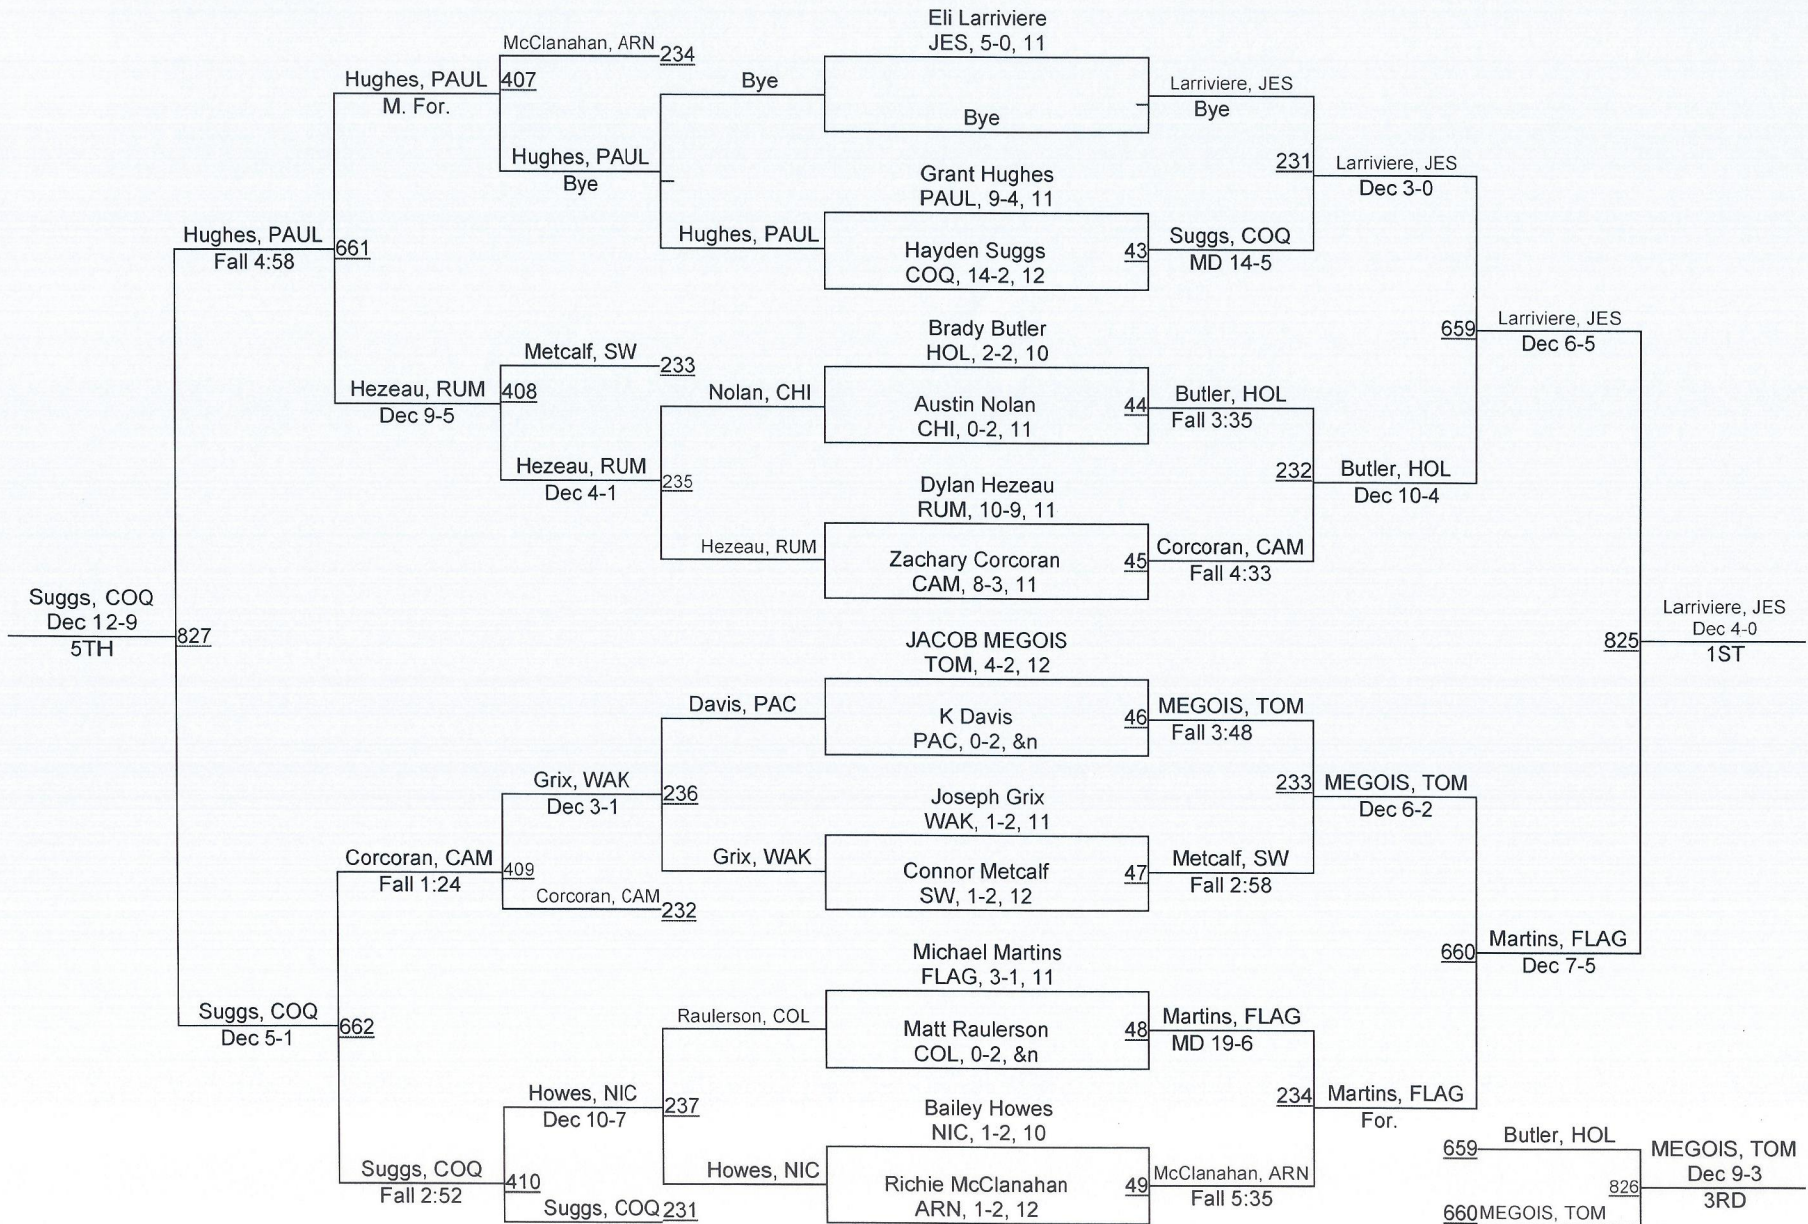 Eli Larriviere
JES, 5-0, 11
McClanahan, ARN
234
Hughes, PAUL
407
M. For.
Bye
Bye
Larriviere, JES
Bye
Hughes, PAUL
Bye
Grant Hughes
PAUL, 9-4, 11
231
Larriviere, JES
Dec 3-0
Hughes, PAUL
Fall 4:58
661
Hughes, PAUL
Hayden Suggs
COQ, 14-2, 12
43
Suggs, COQ
MD 14-5
Brady Butler
HOL, 2-2, 10
659
Larriviere, JES
Dec 6-5
Metcalf, SW
233
Hezeau, RUM
408
Dec 9-5
Nolan, CHI
Austin Nolan
CHI, 0-2, 11
44
Butler, HOL
Fall 3:35
Hezeau, RUM
Dec 4-1
235
Dylan Hezeau
RUM, 10-9, 11
232
Butler, HOL
Dec 10-4
Hezeau, RUM
Zachary Corcoran
CAM, 8-3, 11
45
Corcoran, CAM
Fall 4:33
Suggs, COQ
Dec 12-9
5TH
827
Larriviere, JES
Dec 4-0
1ST
825
JACOB MEGOIS
TOM, 4-2, 12
Davis, PAC
K Davis
PAC, 0-2, &n
46
MEGOIS, TOM
Fall 3:48
Grix, WAK
Dec 3-1
236
Joseph Grix
WAK, 1-2, 11
233
MEGOIS, TOM
Dec 6-2
Corcoran, CAM
Fall 1:24
409
Grix, WAK
Connor Metcalf
SW, 1-2, 12
47
Metcalf, SW
Fall 2:58
Corcoran, CAM
232
Michael Martins
FLAG, 3-1, 11
660
Martins, FLAG
Dec 7-5
Suggs, COQ
Dec 5-1
662
Raulerson, COL
Matt Raulerson
COL, 0-2, &n
48
Martins, FLAG
MD 19-6
Howes, NIC
Dec 10-7
237
Bailey Howes
NIC, 1-2, 10
234
Martins, FLAG
For.
Suggs, COQ
Fall 2:52
410
Howes, NIC
Richie McClanahan
ARN, 1-2, 12
49
McClanahan, ARN
Fall 5:35
Suggs, COQ
231
659
Butler, HOL
MEGOIS, TOM
Dec 9-3
3RD
826
660
MEGOIS, TOM